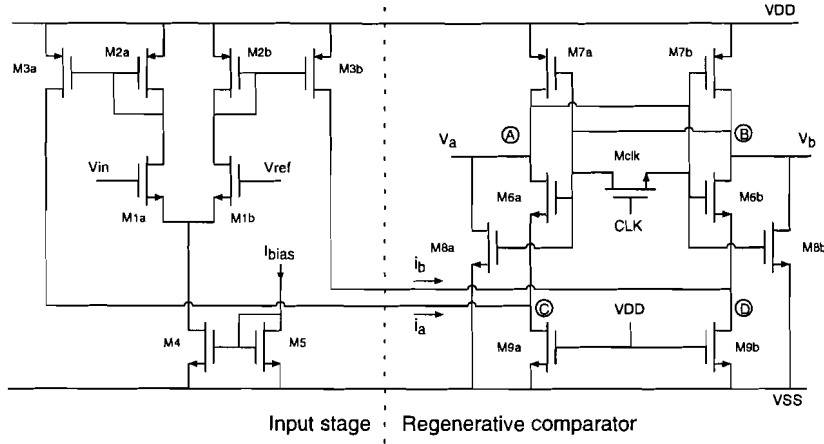 VDD
M3a
M2a
M2b
M3b
M7a
M7b
Vin
Vref
M1a
M1b
Va
A
B
Vb
Mclk
M6a
M6b
CLK
M8a
M8b
Ibias
ib
ia
C
D
VDD
M4
M5
M9a
M9b
VSS
Input stage
Regenerative comparator